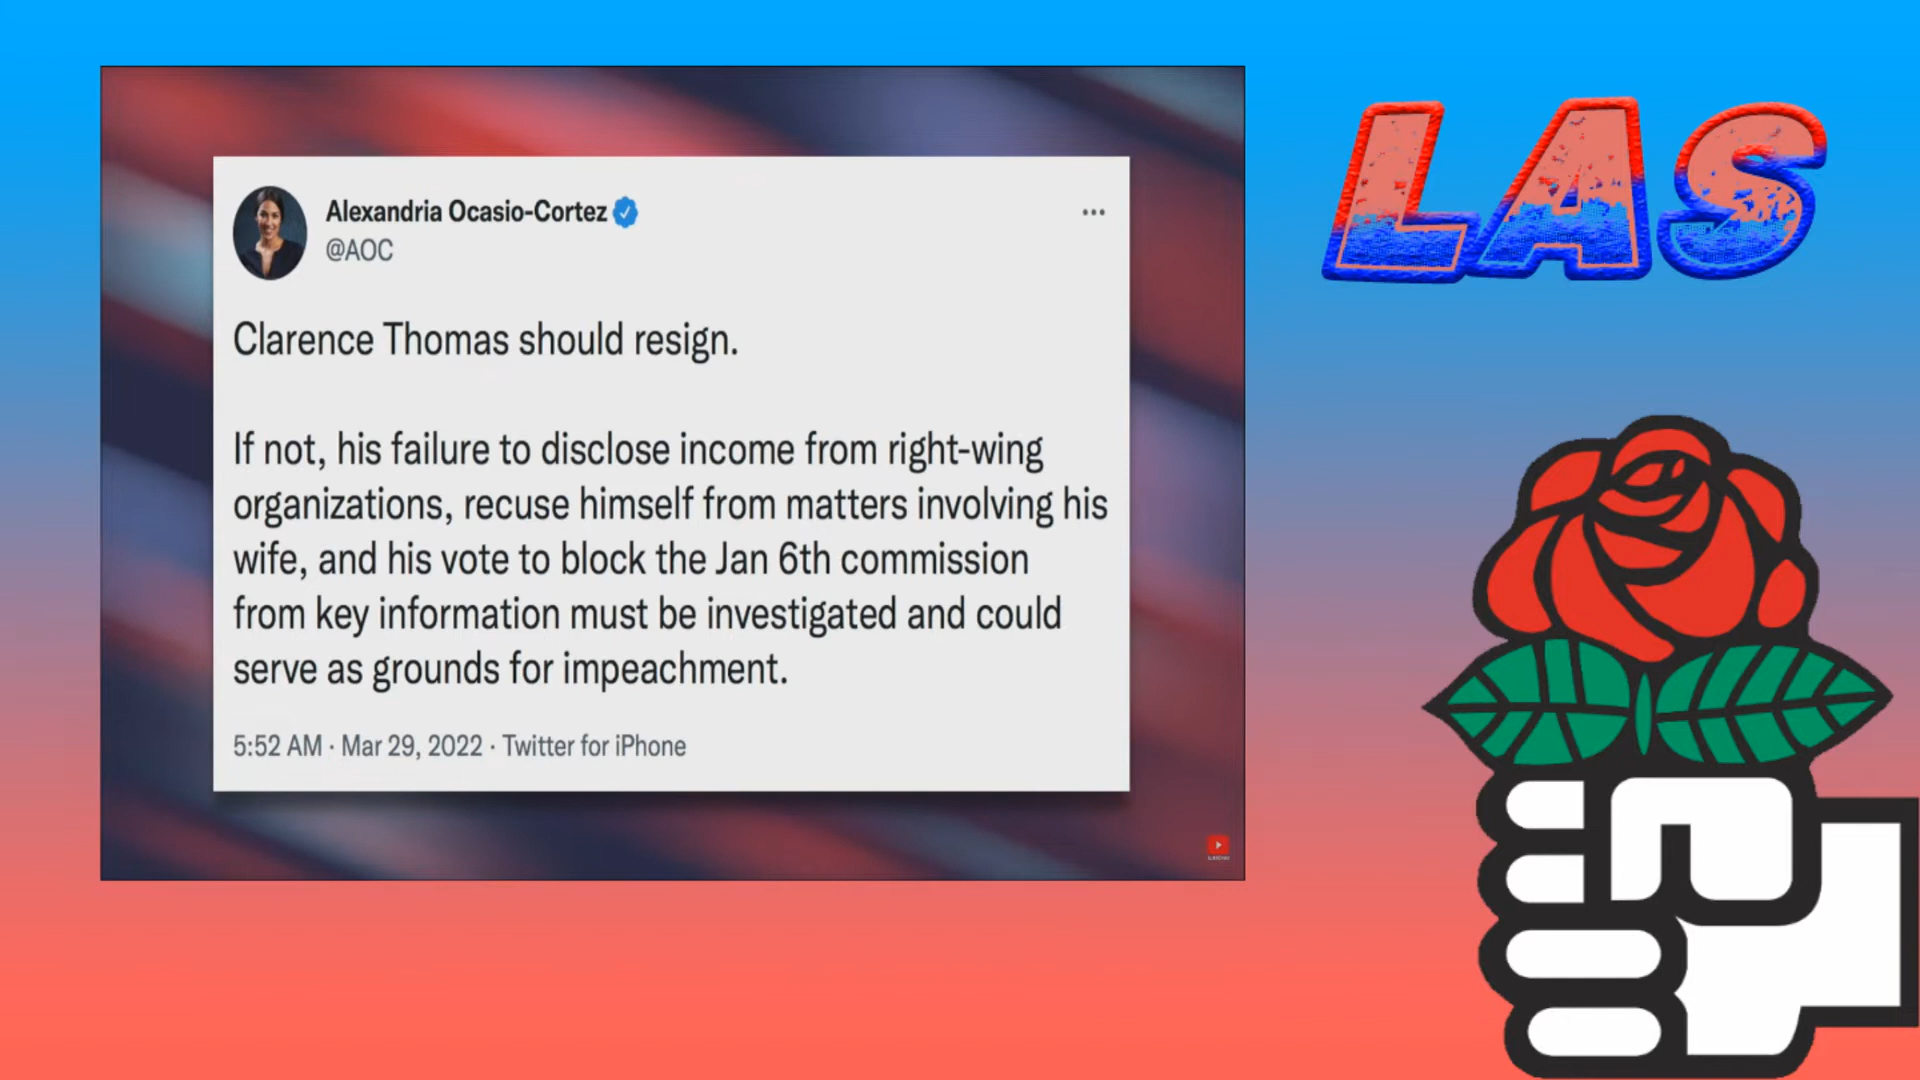 LAS
Alexandria Ocasio-Cortez
@AOC
Clarence Thomas should resign.
If not, his failure to disclose income from right-wing
organizations, recuse himself from matters involving his
wife, and his vote to block the Jan 6th commission
from key information must be investigated and could
serve as grounds for impeachment.
5:52 AM · Mar 29, 2022 · Twitter for iPhone